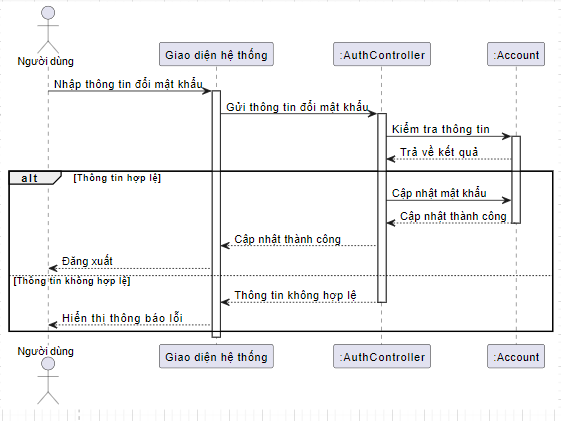 Người dùng
Giao diện hệ thống
:AuthController
:Account
Nhập thông tin đổi mật khẩu
Gửi thông tin đổi mật khẩu
Kiểm tra thông tin
Trả về kết quả
alt [Thông tin hợp lệ]
Cập nhật mật khẩu
Cập nhật thành công
Cập nhật thành công
Đăng xuất
[Thông tin không hợp lệ]
Thông tin không hợp lệ
Hiển thị thông báo lỗi
Người dùng
Giao diện hệ thống
:AuthController
:Account